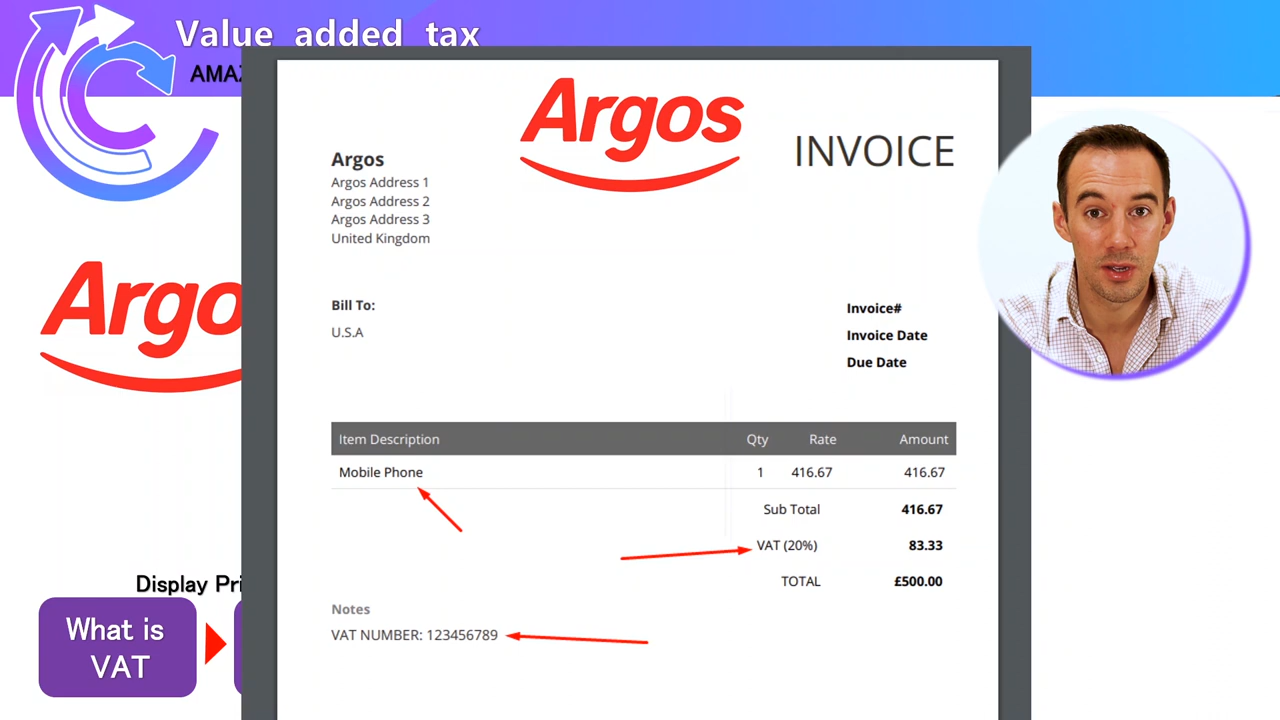 Value added tax
AMAZ
Argos
INVOICE
Argos
Argos Address 1
Argos Address 2
Argos Address 3
United Kingdom
Argo
Bill To:
U.S.A
Invoice#
Invoice Date
Due Date
Item Description Qty Rate Amount
Mobile Phone 1 416.67 416.67
Sub Total 416.67
VAT (20%) 83.33
TOTAL £500.00
Display Pri
Notes
VAT NUMBER: 123456789
What is
VAT